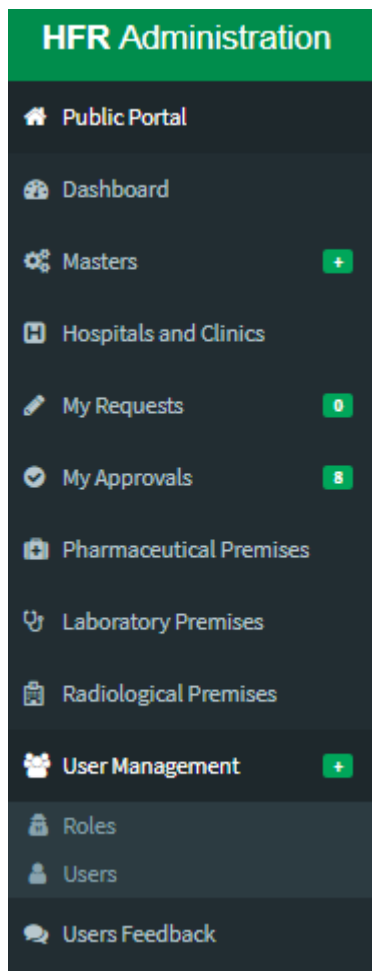 HFR Administration
Public Portal
Dashboard
Masters +
H Hospitals and Clinics
My Requests 0
My Approvals 8
Pharmaceutical Premises
Laboratory Premises
Radiological Premises
User Management +
Roles
Users
Users Feedback